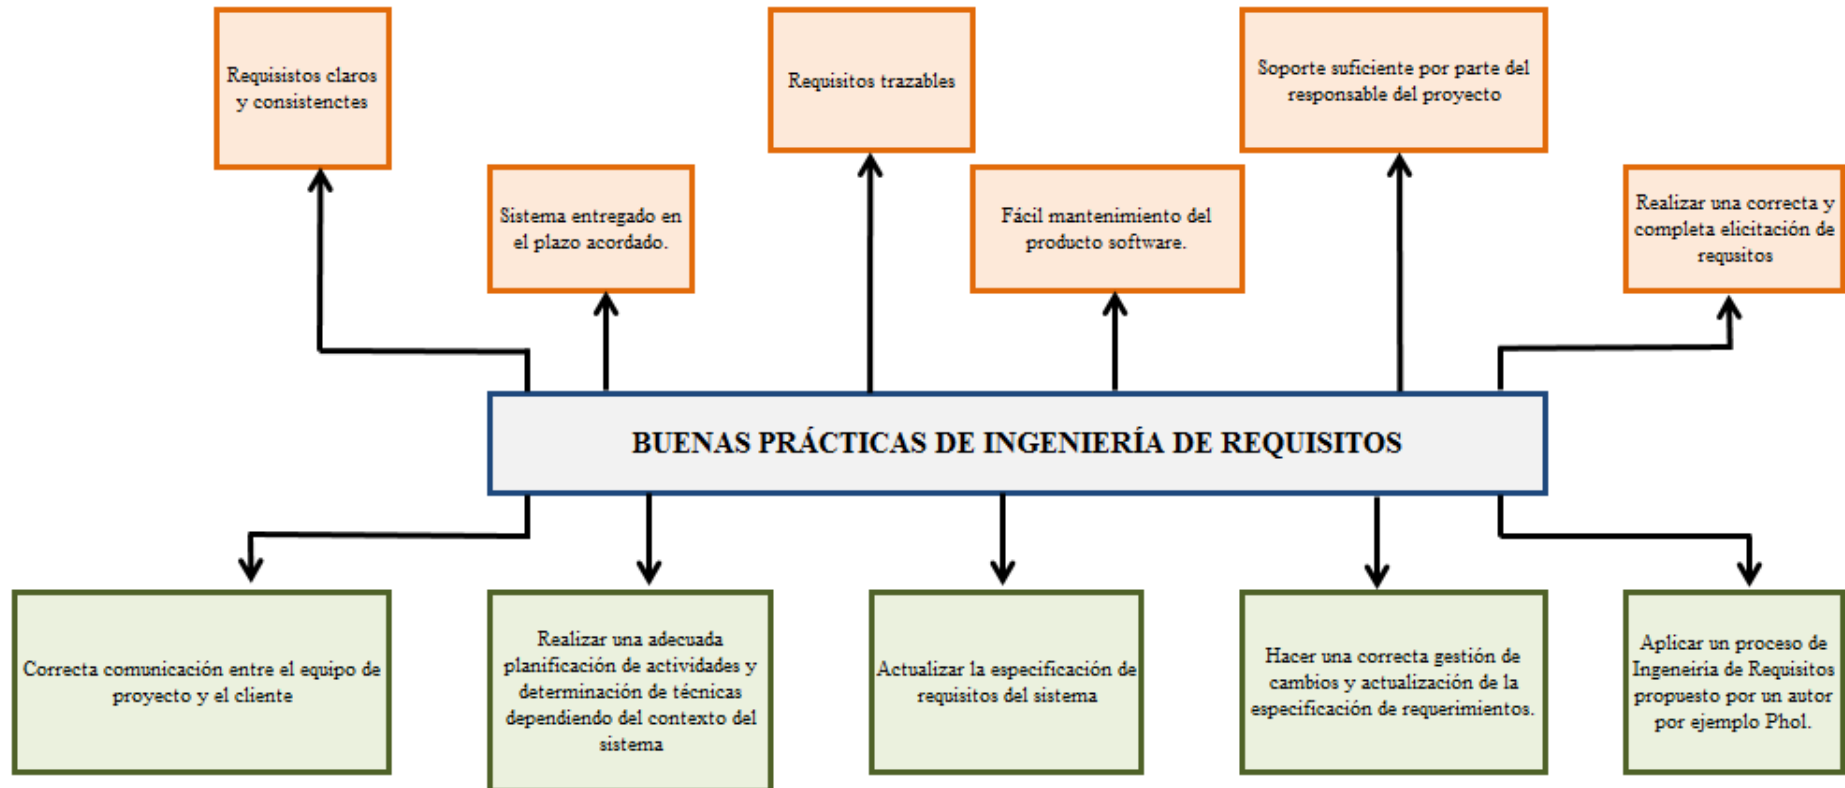 Requisistos claros
y consistenctes
Requisitos trazables
Soporte suficiente por parte del
responsable del proyecto
Sistema entregado en
el plazo acordado.
Fácil mantenimiento del
producto software.
Realizar una correcta y
completa elicitación de
requsitos
BUENAS PRÁCTICAS DE INGENIERÍA DE REQUISITOS
Correcta comunicación entre el equipo de
proyecto y el cliente
Realizar una adecuada
planificación de actividades y
determinación de técnicas
dependiendo del contexto del
sistema
Actualizar la especificación de
requisitos del sistema
Hacer una correcta gestión de
cambios y actualización de la
especificación de requerimientos.
Aplicar un proceso de
Ingeneiria de Requisitos
propuesto por un autor
por ejemplo Phol.